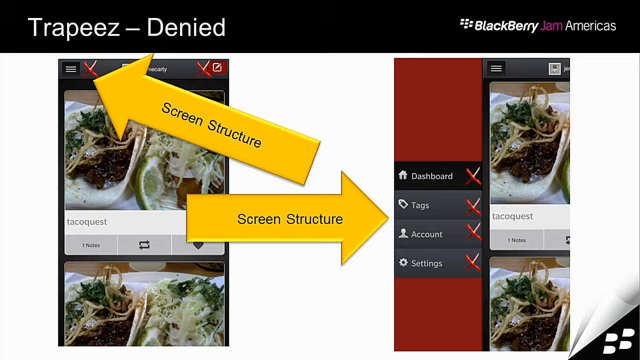 Trapeez – Denied
BlackBerry Jam Americas
Screen Structure
tacoquest
1 Notes
Screen Structure
Dashboard
Tags
Account
Settings
tacoquest
1 Notes